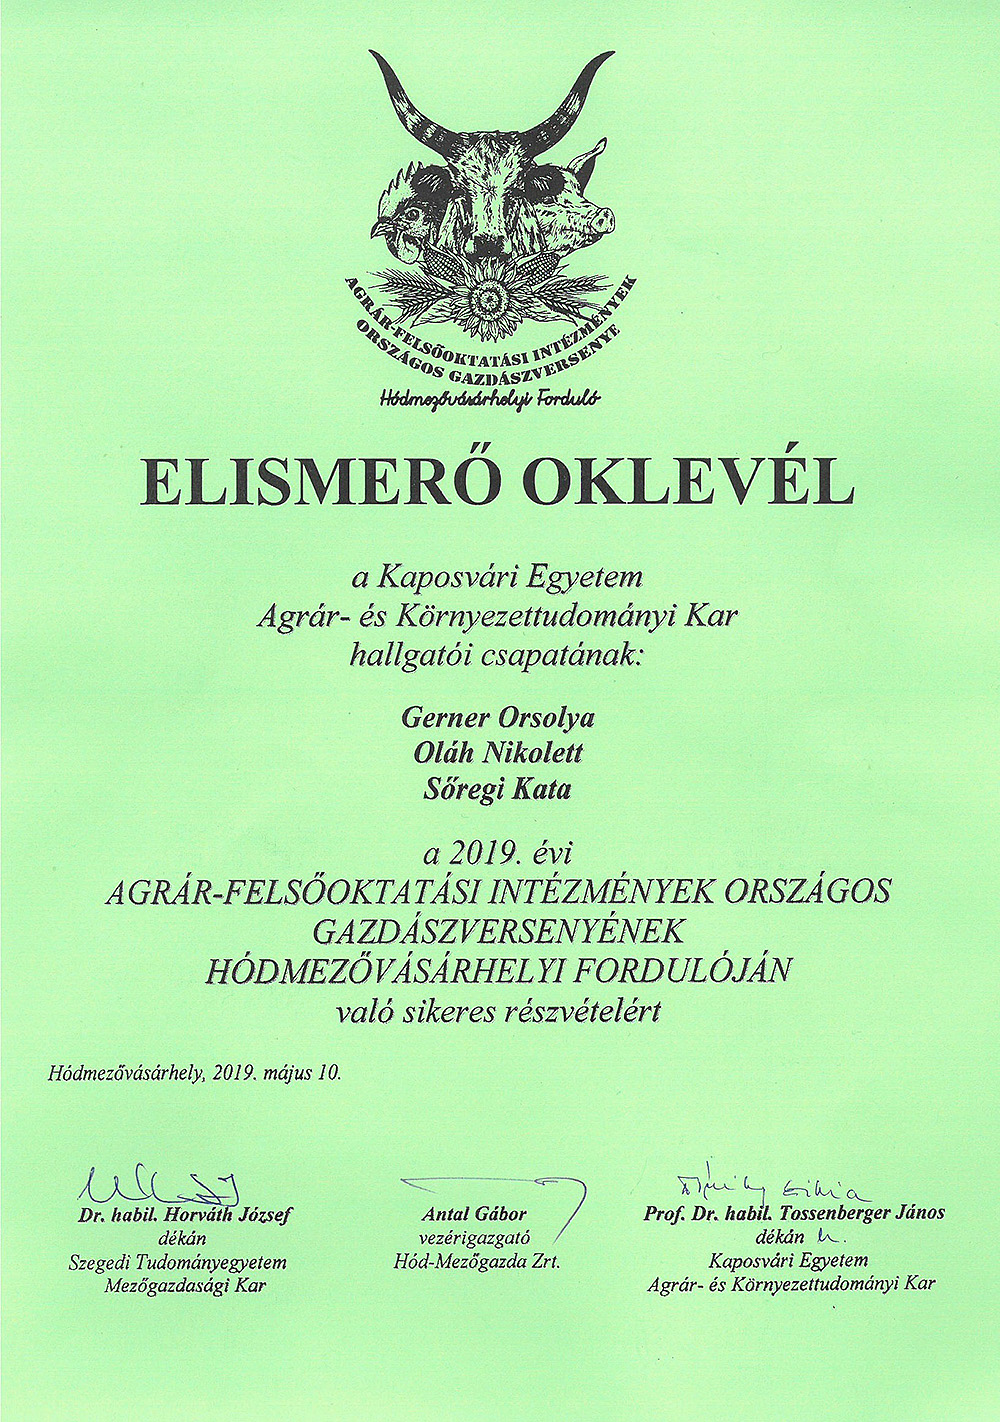 AGRÁR-FELSŐOKTATÁSI INTÉZMÉNYEK
ORSZÁGOS GAZDÁSZVERSENYE
Hódmezővásárhelyi Forduló
ELISMERŐ OKLEVÉL
a Kaposvári Egyetem
Agrár- és Környezettudományi Kar
hallgatói csapatának:
Gerner Orsolya
Oláh Nikolett
Sőregi Kata
a 2019. évi
AGRÁR-FELSŐOKTATÁSI INTÉZMÉNYEK ORSZÁGOS
GAZDÁSZVERSENYÉNEK
HÓDMEZŐVÁSÁRHELYI FORDULÓJÁN
való sikeres részvételért
Hódmezővásárhely, 2019. május 10.
Dr. habil. Horváth József
dékán
Szegedi Tudományegyetem
Mezőgazdasági Kar
Antal Gábor
vezérigazgató
Hód-Mezőgazda Zrt.
Prof. Dr. habil. Tossenberger János
dékán h.
Kaposvári Egyetem
Agrár- és Környezettudományi Kar